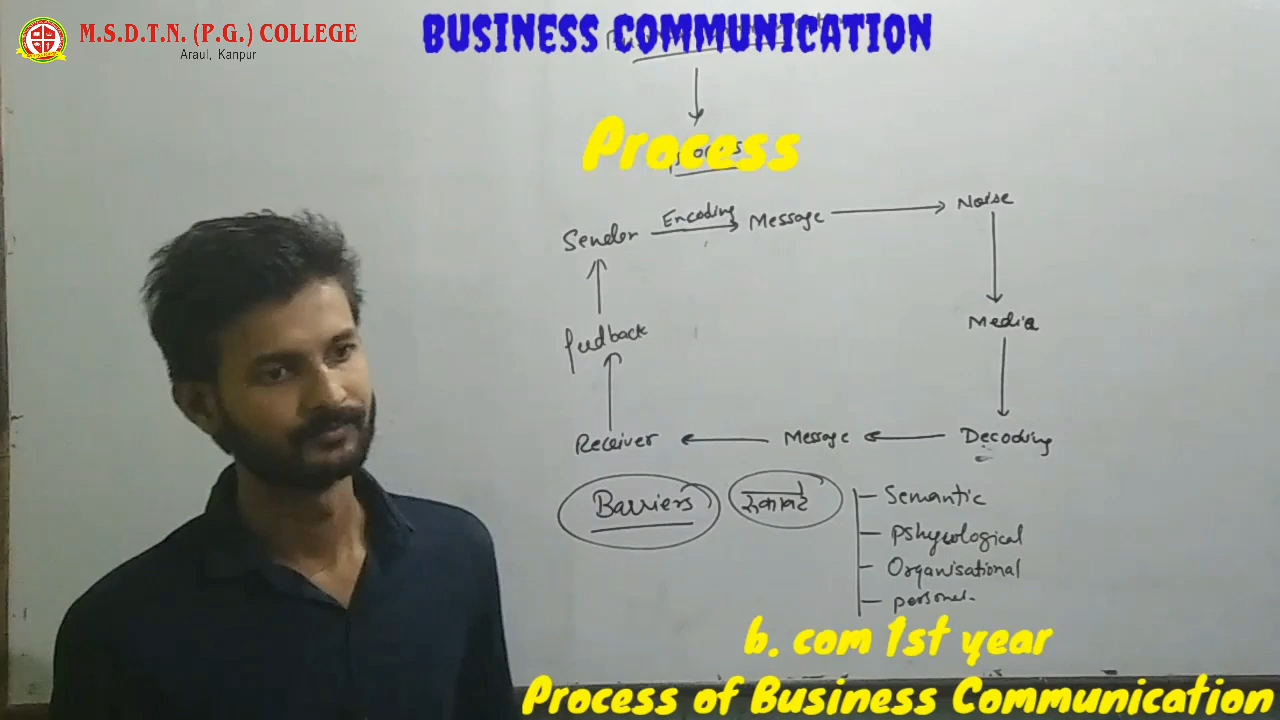 M.S.D.T.N. (P.G.) COLLEGE
Araul, Kanpur
BUSINESS COMMUNICATION
Process
Sender Encoding Message Noise
feedback Media
Receiver Message Decoding
Barriers रुकावटे
Semantic
Pshycological
Organisational
personal.
b. com 1st year
Process of Business Communication